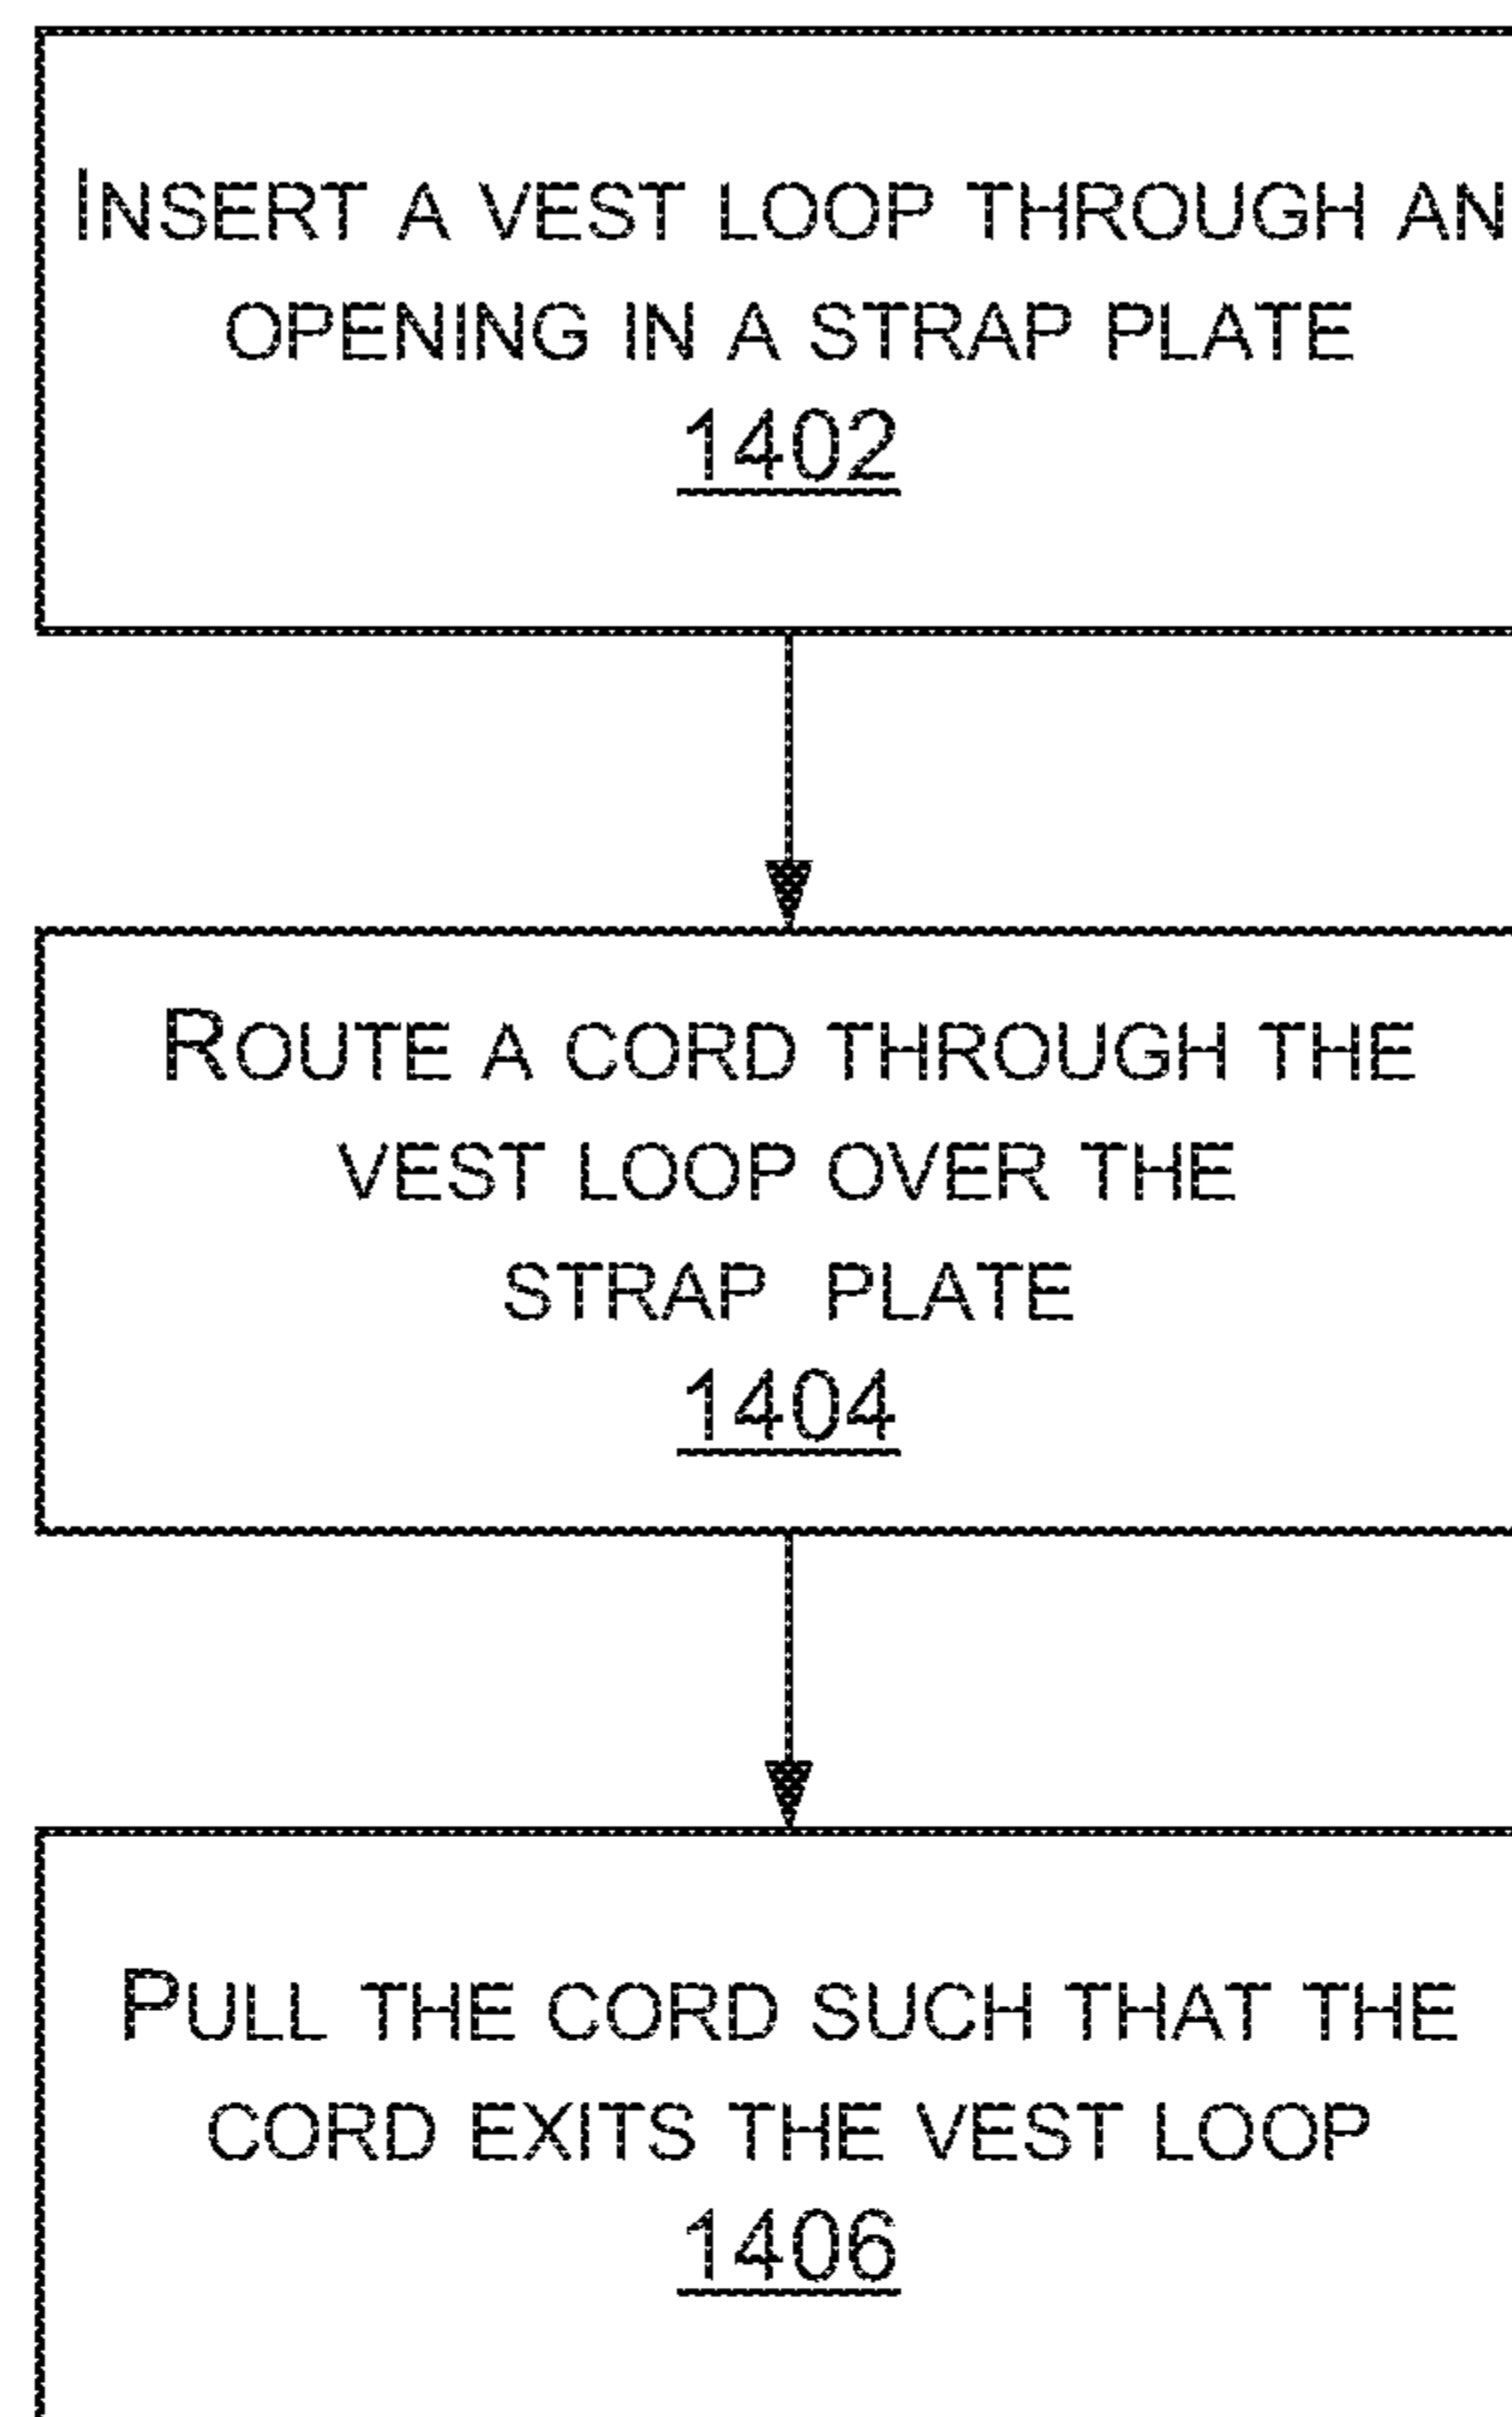 INSERT A VEST LOOP THROUGH AN
OPENING IN A STRAP PLATE
1402
ROUTE A CORD THROUGH THE
VEST LOOP OVER THE
STRAP PLATE
1404
PULL THE CORD SUCH THAT THE
CORD EXITS THE VEST LOOP
1406